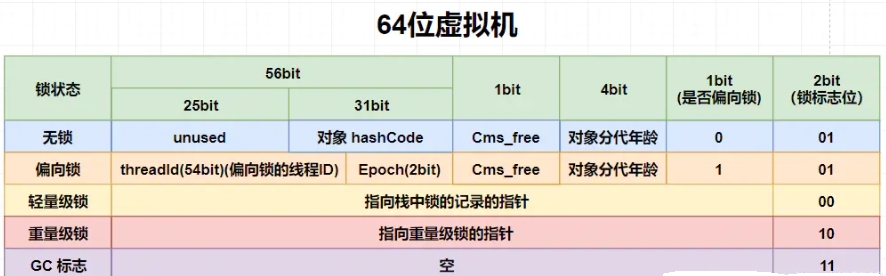 64位虚拟机
锁状态 56bit 1bit 4bit 1bit (是否偏向锁) 2bit (锁标志位)
25bit 31bit
无锁 unused 对象 hashCode Cms_free 对象分代年龄 0 01
偏向锁 threadId(54bit)(偏向锁的线程ID) Epoch(2bit) Cms_free 对象分代年龄 1 01
轻量级锁 指向栈中锁的记录的指针 00
重量级锁 指向重量级锁的指针 10
GC 标志 空 11